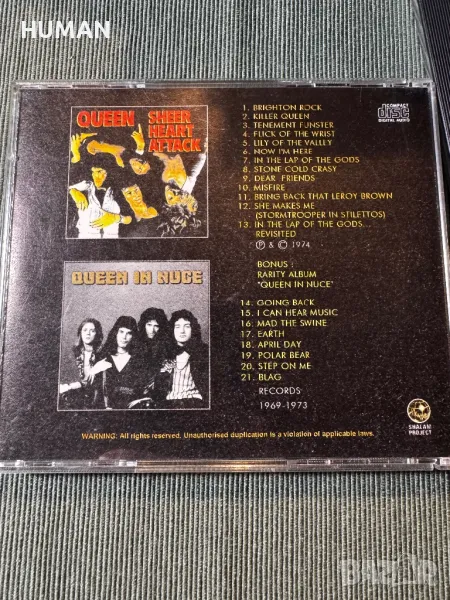 HUMAN
QUEEN SHEER
HEART
ATTACK
COMPACT
disc
DIGITAL AUDIO
1. BRIGHTON ROCK
2. KILLER QUEEN
3. TENEMENT FUNSTER
4. FLICK OF THE WRIST
5. LILY OF THE VALLEY
6. NOW I'M HERE
7. IN THE LAP OF THE GODS
8. STONE COLD CRASY
9. DEAR FRIENDS
10. MISFIRE
11. BRING BACK THAT LEROY BROWN
12. SHE MAKES ME
(STORMTROOPER IN STILETTOS)
13. IN THE LAP OF THE GODS...
REVISITED
℗ & © 1974
QUEEN IN NUCE
BONUS :
RARITY ALBUM
"QUEEN IN NUCE"
14. GOING BACK
15. I CAN HEAR MUSIC
16. MAD THE SWINE
17. EARTH
18. APRIL DAY
19. POLAR BEAR
20. STEP ON ME
21. BLAG
RECORDS
1969-1973
WARNING: All rights reserved. Unauthorised duplication is a violation of applicable laws.
SHALAM
PROJECT
BAZAR